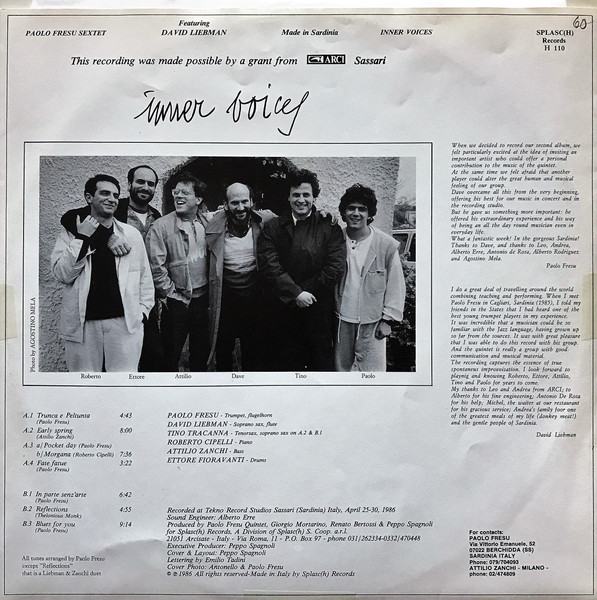 PAOLO FRESU SEXTET
Featuring
DAVID LIEBMAN
Made in Sardinia
INNER VOICES
SPLASC(H)
Records
H 110
60
This recording was made possible by a grant from ARCI Sassari
inner voices
When we decided to record our second album, we
felt particularly excited at the idea of inviting an
important artist who could offer a personal
contribution to the music of the quintet.
At the same time we felt afraid that another
player could alter the great human and musical
feeling of our group.
Dave overcame all this from the very beginning,
offering his best for our music in concert and in
the recording studio.
But he gave us something more important: he
offered his extraordinary experience and his way
of being an all the day round musician even in
everyday life.
What a fantastic week! In the gorgeous Sardinia!
Thanks to Dave, and thanks to Leo, Andrea,
Alberto Erre, Antonio de Rosa, Alberto Rodriguez
and Agostino Mela.
Paolo Fresu
I do a great deal of travelling around the world
combining teaching and performing. When I met
Paolo Fresu in Cagliari, Sardinia (1985), I told my
friends in the States that I had heard one of the
best young trumpet players in my experience.
It was incredible that a musician could be so
familiar with the Jazz language, having grown up
so far from the sources. It was with great pleasure
that I was able to do this record with his group.
And the quintet is really a group with good
communication and musical material.
The recording captures the essence of true
spontaneous improvisation. I look forward to
playnig and knowing Roberto, Ettore, Attilio,
Tino and Paolo for years to come.
My thanks to Leo and Andrea from ARCI; to
Alberto for his fine engineering; Antonio De Rosa
for his help; Michel, the waiter at our restaurant
for his gracious service; Andrea's family foor one
of the greatest meals of my life (donkey meat!)
and the gentle people of Sardinia.
David Liebman
Photo by AGOSTINO MELA
Roberto Ettore Attilio Dave Tino Paolo
A.1 Trunca e Peltunta 4:43
(Paolo Fresu)
A.2 Early spring 8:00
(Attilio Zanchi)
A.3 a/ Pocket day (Paolo Fresu)
b/ Morgana (Roberto Cipelli) 7:36
A.4 Fate fatue 3:22
(Paolo Fresu)
B.1 In parte senz'arte 6:42
(Paolo Fresu)
B.2 Reflections 4:55
(Thelonious Monk)
B.3 Blues for you 9:14
(Paolo Fresu)
All tunes arranged by Paolo Fresu
except "Reflections"
that is a Liebman & Zanchi duet
PAOLO FRESU - Trumpet, flugelhorn
DAVID LIEBMAN - Soprano sax, flute
TINO TRACANNA - Tenorsax, soprano sax on A.2 & B.1
ROBERTO CIPELLI - Piano
ATTILIO ZANCHI - Bass
ETTORE FIORAVANTI - Drums
Recorded at Tekno Record Studios Sassari (Sardinia) Italy, April 25-30, 1986
Sound Engineer: Alberto Erre
Produced by Paolo Fresu Quintet, Giorgio Mortarino, Renato Bertossi & Peppo Spagnoli
for Splasc(h) Records, A Division of Splasc(h) S. Coop. a.r.l.
21051 Arcisate - Italy - Via Roma, 11 - P.O. Box 97 - phone 031/262334-0332/470448
Executive Producer: Peppo Spagnoli
Cover & Layout: Peppo Spagnoli
Lettering by Emilio Tadini
Cover Photo: Antonello & Paolo Fresu
© ℗ 1986 All rights reserved-Made in Italy by Splasc(h) Records
For contacts:
PAOLO FRESU
Via Vittorio Emanuele, 52
07022 BERCHIDDA (SS)
SARDINIA ITALY
Phone: 079/704093
ATTILIO ZANCHI - MILANO -
phone: 02/474809